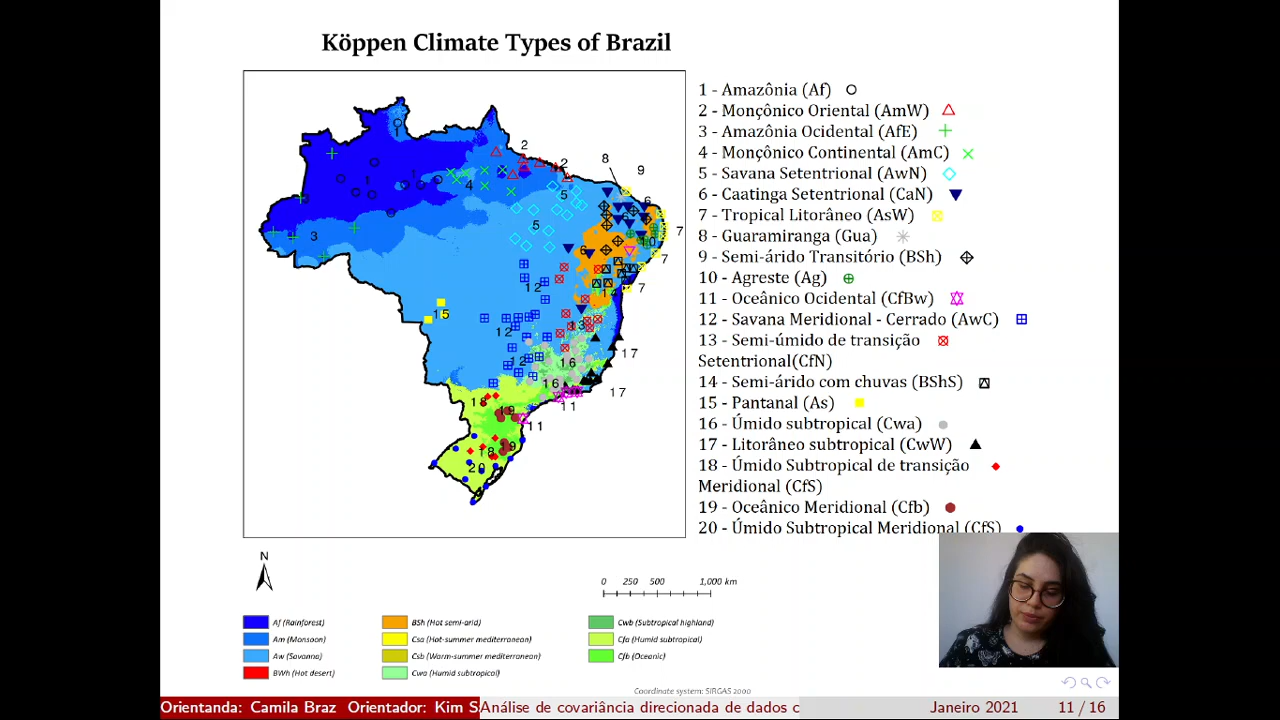 Köppen Climate Types of Brazil
1 - Amazônia (Af)
2 - Monçônico Oriental (AmW)
3 - Amazônia Ocidental (AfE)
4 - Monçônico Continental (AmC)
5 - Savana Setentrional (AwN)
6 - Caatinga Setentrional (CaN)
7 - Tropical Litorâneo (AsW)
8 - Guaramiranga (Gua)
9 - Semi-árido Transitório (BSh)
10 - Agreste (Ag)
11 - Oceânico Ocidental (CfBw)
12 - Savana Meridional - Cerrado (AwC)
13 - Semi-úmido de transição
Setentrional(CfN)
14 - Semi-árido com chuvas (BShS)
15 - Pantanal (As)
16 - Úmido subtropical (Cwa)
17 - Litorâneo subtropical (CwW)
18 - Úmido Subtropical de transição
Meridional (CfS)
19 - Oceânico Meridional (Cfb)
20 - Úmido Subtropical Meridional (CfS)
N
0 250 500 1,000 km
Af (Rainforest)
Am (Monsoon)
Aw (Savanna)
BWh (Hot desert)
BSh (Hot semi-arid)
Csa (Hot-summer mediterranean)
Csb (Warm-summer mediterranean)
Cwa (Humid subtropical)
Cwb (Subtropical highland)
Cfa (Humid subtropical)
Cfb (Oceanic)
Coordinate system: SIRGAS 2000
Orientanda: Camila Braz Orientador: Kim S Análise de covariância direcionada de dados c Janeiro 2021 11 / 16